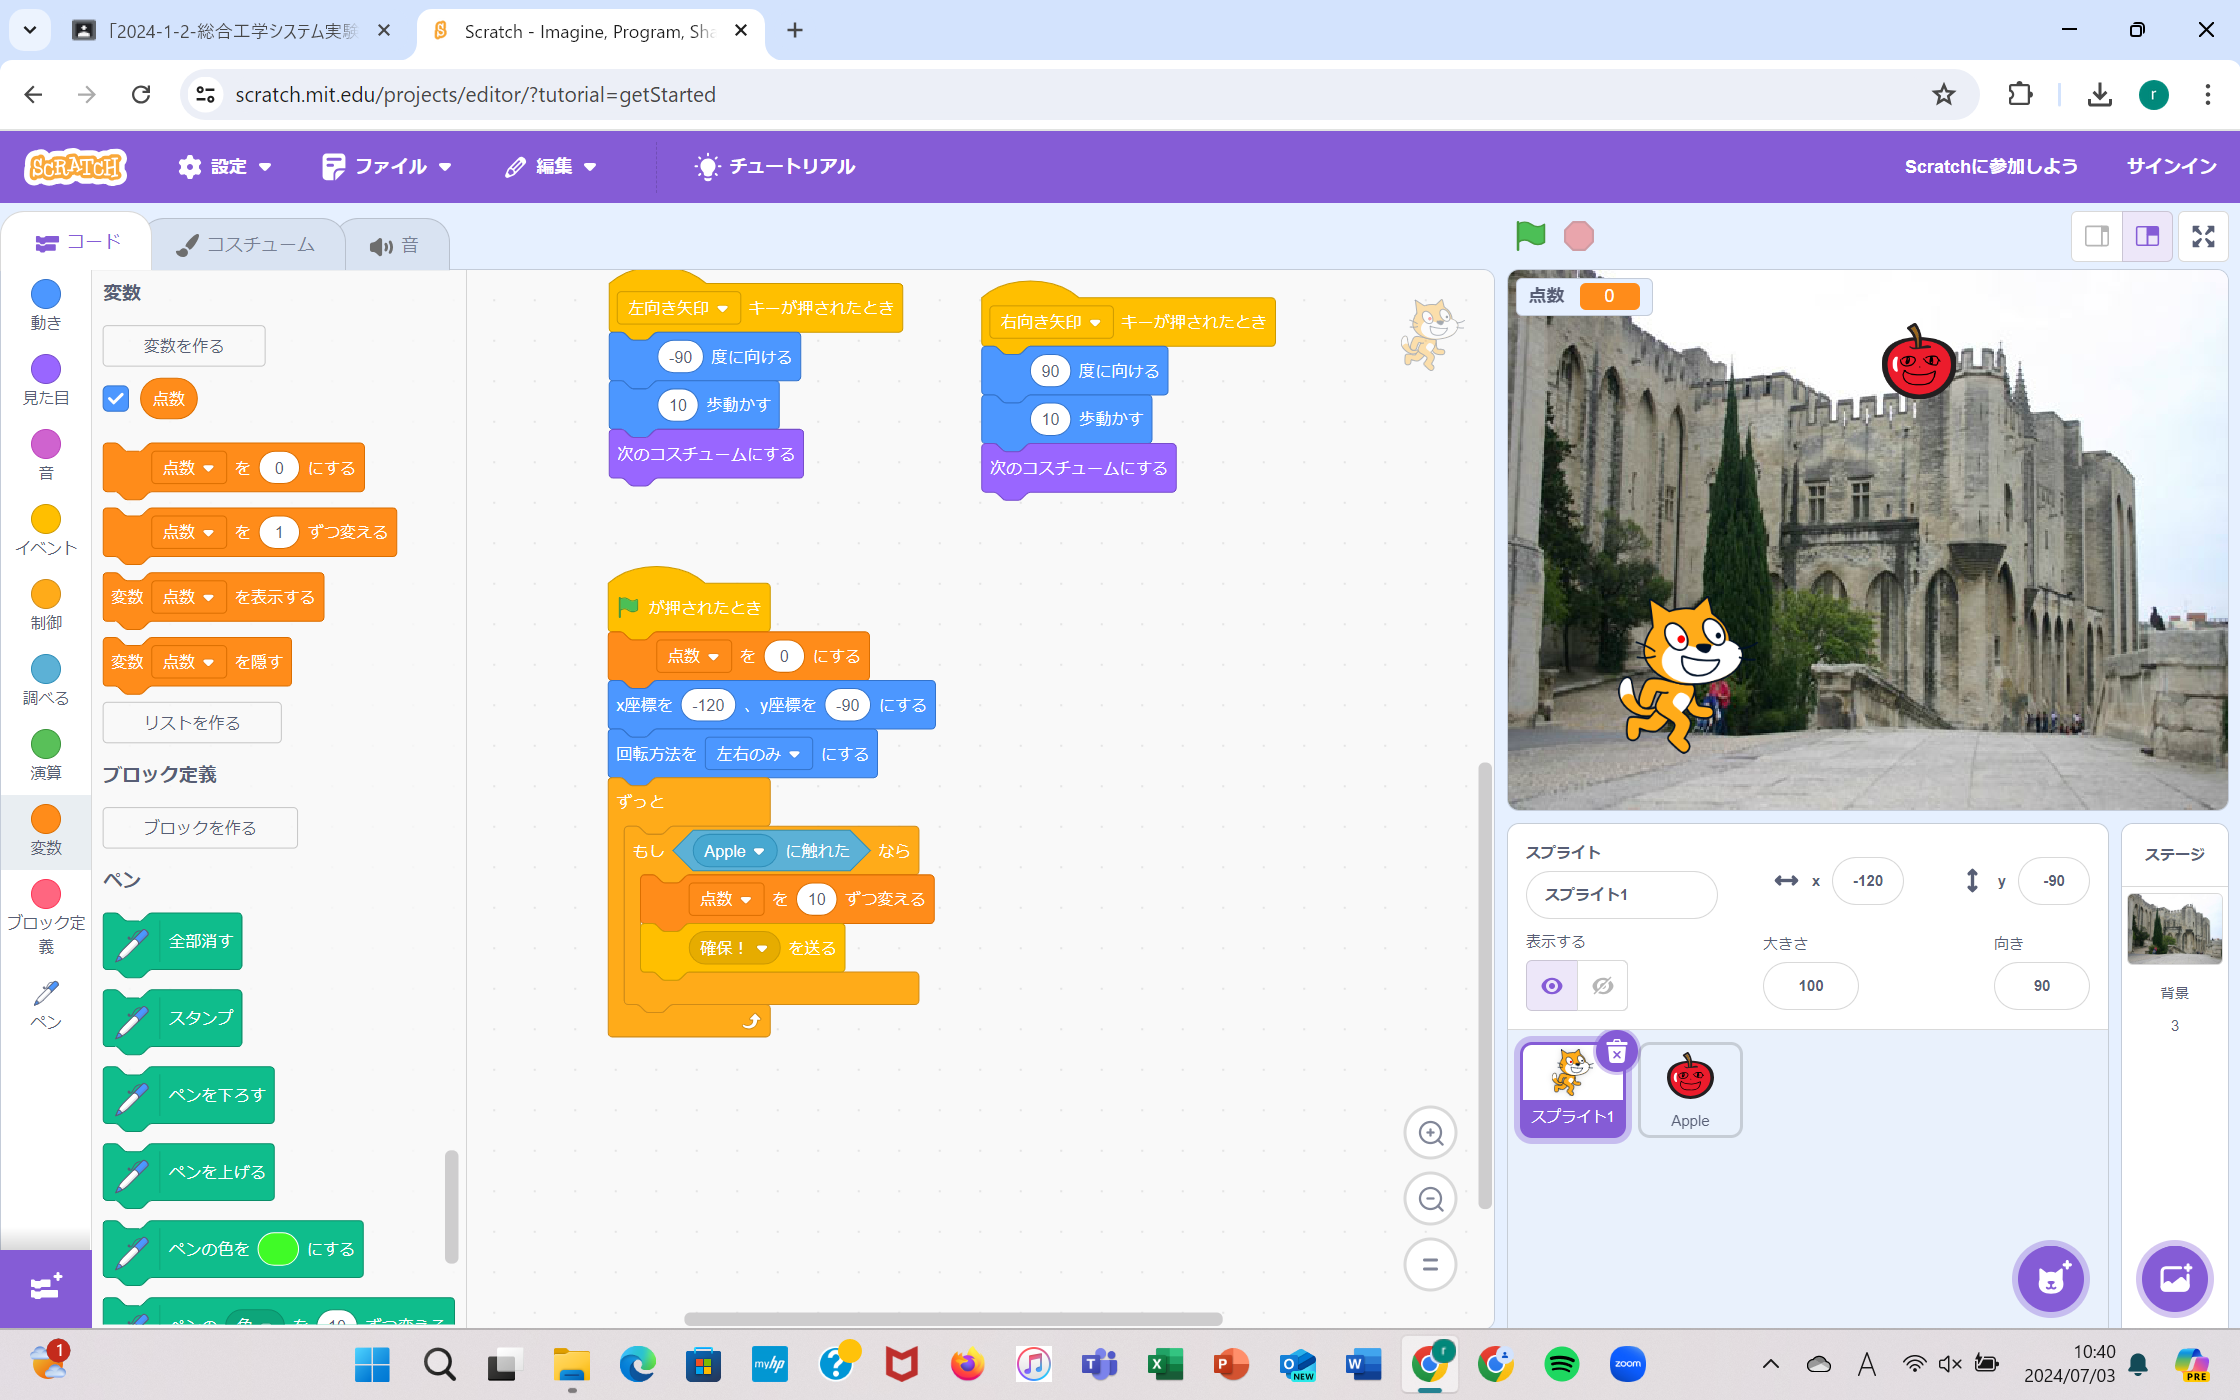 「2024-1-2-総合工学システム実験
Scratch - Imagine, Program, Sha
scratch.mit.edu/projects/editor/?tutorial=getStarted
r
SCRATCH
設定
ファイル
編集
チュートリアル
Scratchに参加しよう
サインイン
コード
コスチューム
音
動き
見た目
音
イベント
制御
調べる
演算
変数
ブロック定
義
ペン
変数
変数を作る
点数
点数 を 0 にする
点数 を 1 ずつ変える
変数 点数 を表示する
変数 点数 を隠す
リストを作る
ブロック定義
ブロックを作る
ペン
全部消す
スタンプ
ペンを下ろす
ペンを上げる
ペンの色を にする
ペンの 色 を 10 ずつ変える
左向き矢印 キーが押されたとき
-90 度に向ける
10 歩動かす
次のコスチュームにする
右向き矢印 キーが押されたとき
90 度に向ける
10 歩動かす
次のコスチュームにする
が押されたとき
点数 を 0 にする
x座標を -120 、y座標を -90 にする
回転方法を 左右のみ にする
ずっと
もし Apple に触れた なら
点数 を 10 ずつ変える
確保！ を送る
点数 0
スプライト
スプライト1
x -120
y -90
表示する
大きさ
100
向き
90
スプライト1
Apple
ステージ
背景
3
1
myhp
T
X
P
O
NEW
W
r
zoom
A
10:40
2024/07/03
PRE